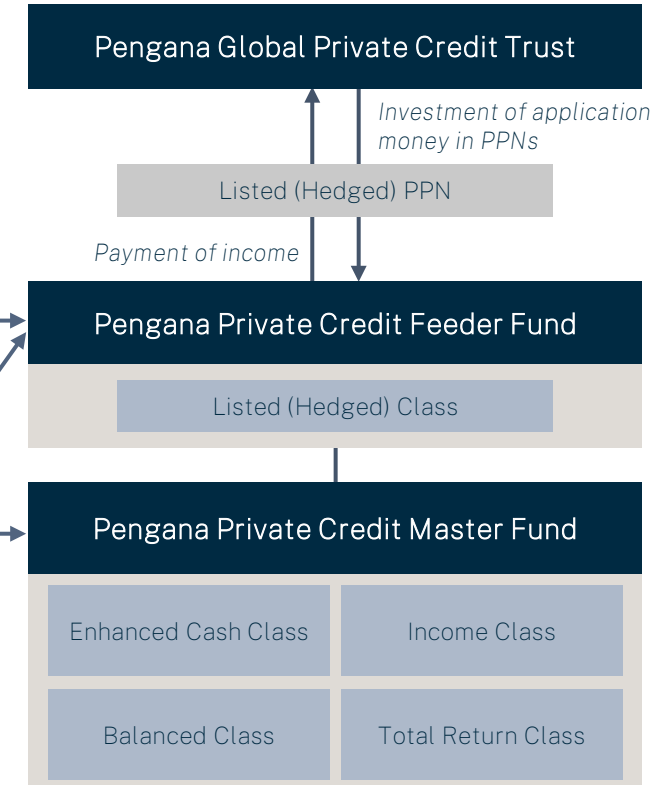 Pengana Global Private Credit Trust
Investment of application
money in PPNs
Listed (Hedged) PPN
Payment of income
Pengana Private Credit Feeder Fund
Listed (Hedged) Class
Pengana Private Credit Master Fund
Enhanced Cash Class
Income Class
Balanced Class
Total Return Class